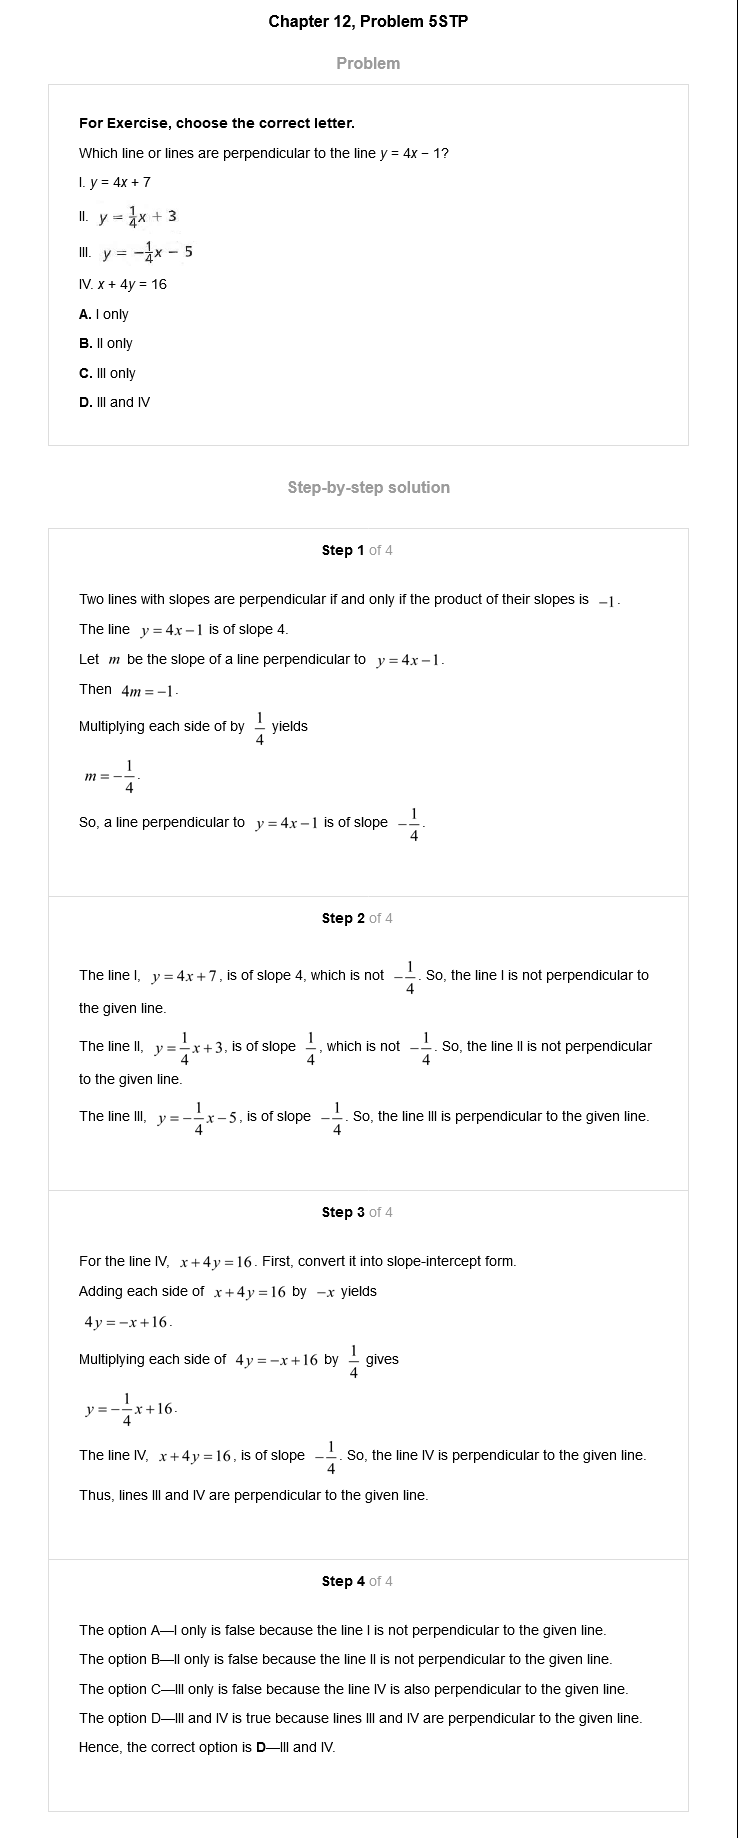 Chapter 12, Problem 5STP
Problem
For Exercise, choose the correct letter.
Which line or lines are perpendicular to the line y = 4x − 1?
I. y = 4x + 7
II. y = 1/4x + 3
III. y = −1/4x − 5
IV. x + 4y = 16
A. I only
B. II only
C. III only
D. III and IV
Step-by-step solution
Step 1 of 4
Two lines with slopes are perpendicular if and only if the product of their slopes is −1.
The line y = 4x − 1 is of slope 4.
Let m be the slope of a line perpendicular to y = 4x − 1.
Then 4m = −1.
Multiplying each side of by 1/4 yields
m = −1/4.
So, a line perpendicular to y = 4x − 1 is of slope −1/4.
Step 2 of 4
The line I, y = 4x + 7, is of slope 4, which is not −1/4. So, the line I is not perpendicular to
the given line.
The line II, y = 1/4 x + 3, is of slope 1/4, which is not −1/4. So, the line II is not perpendicular
to the given line.
The line III, y = −1/4 x − 5, is of slope −1/4. So, the line III is perpendicular to the given line.
Step 3 of 4
For the line IV, x + 4y = 16. First, convert it into slope-intercept form.
Adding each side of x + 4y = 16 by −x yields
4y = −x + 16.
Multiplying each side of 4y = −x + 16 by 1/4 gives
y = −1/4 x + 16.
The line IV, x + 4y = 16, is of slope −1/4. So, the line IV is perpendicular to the given line.
Thus, lines III and IV are perpendicular to the given line.
Step 4 of 4
The option A—I only is false because the line I is not perpendicular to the given line.
The option B—II only is false because the line II is not perpendicular to the given line.
The option C—III only is false because the line IV is also perpendicular to the given line.
The option D—III and IV is true because lines III and IV are perpendicular to the given line.
Hence, the correct option is D—III and IV.